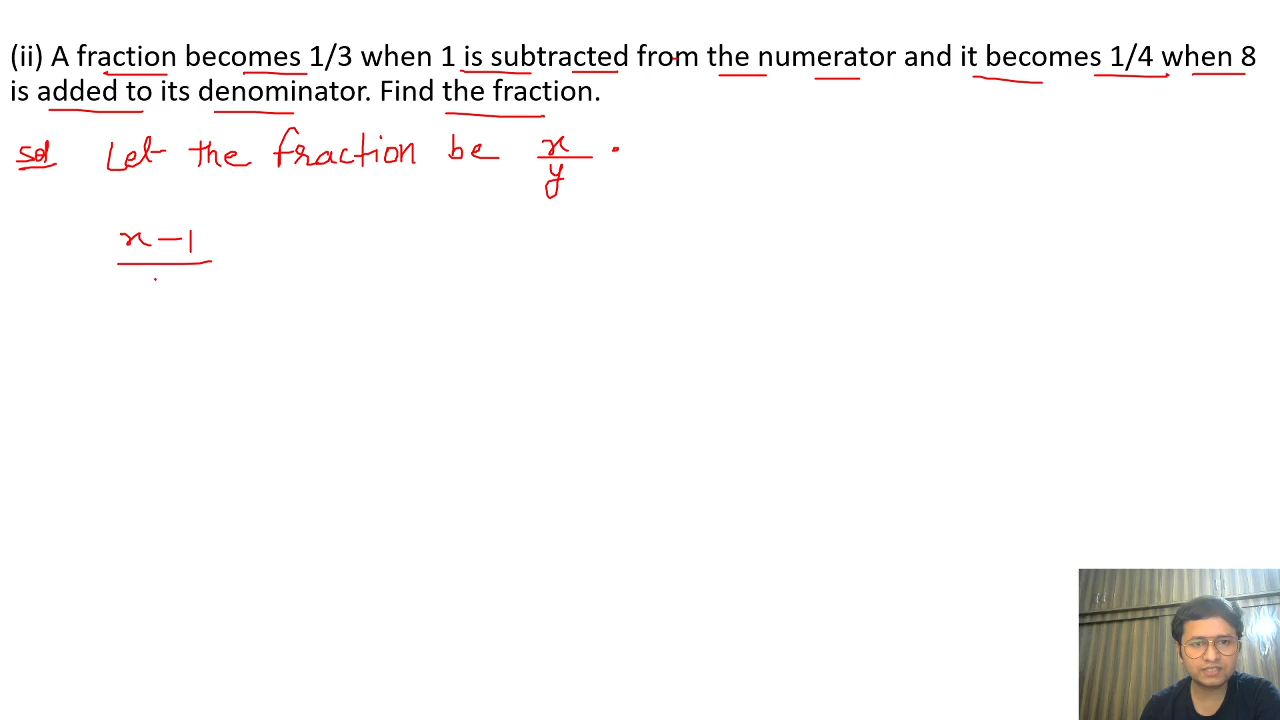 (ii) A fraction becomes 1/3 when 1 is subtracted from the numerator and it becomes 1/4 when 8
is added to its denominator. Find the fraction.
Sol Let the fraction be x/y .
x-1